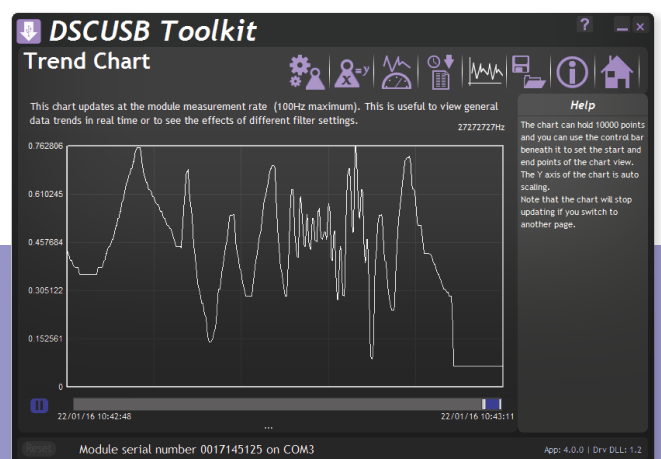 DSCUSB Toolkit
? _ ×
Trend Chart
X =y
This chart updates at the module measurement rate (100Hz maximum). This is useful to view general
data trends in real time or to see the effects of different filter settings.
27272727Hz
0.762806
0.610245
0.457684
0.305122
0.152561
0
22/01/16 10:42:48
22/01/16 10:43:11
...
Help
The chart can hold 10000 points
and you can use the control bar
beneath it to set the start and
end points of the chart view.
The Y axis of the chart is auto
scaling.
Note that the chart will stop
updating if you switch to
another page.
Reset
Module serial number 0017145125 on COM3
App: 4.0.0 | Drv DLL: 1.2